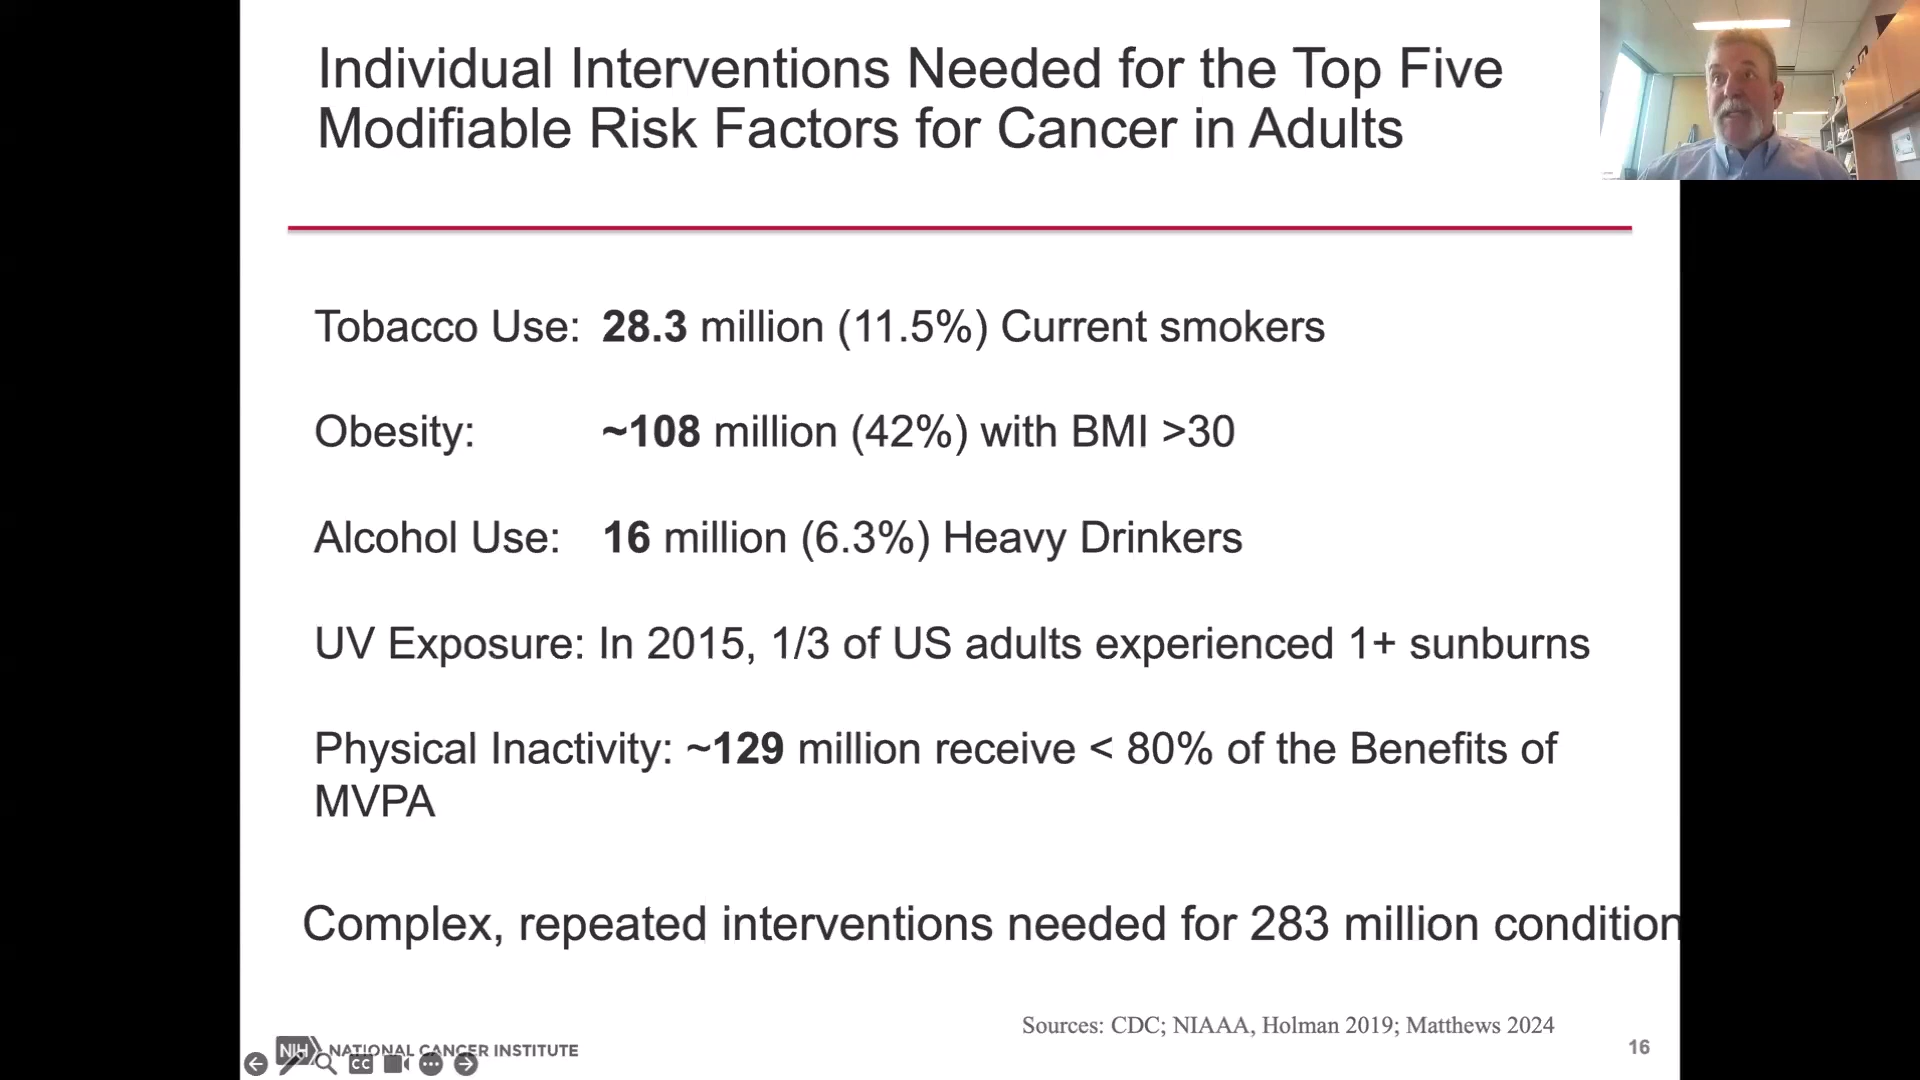 Individual Interventions Needed for the Top Five
Modifiable Risk Factors for Cancer in Adults
Tobacco Use: 28.3 million (11.5%) Current smokers
Obesity: ~108 million (42%) with BMI >30
Alcohol Use: 16 million (6.3%) Heavy Drinkers
UV Exposure: In 2015, 1/3 of US adults experienced 1+ sunburns
Physical Inactivity: ~129 million receive < 80% of the Benefits of
MVPA
Complex, repeated interventions needed for 283 million condition
Sources: CDC; NIAAA, Holman 2019; Matthews 2024
NIH NATIONAL CANCER INSTITUTE
16
CC